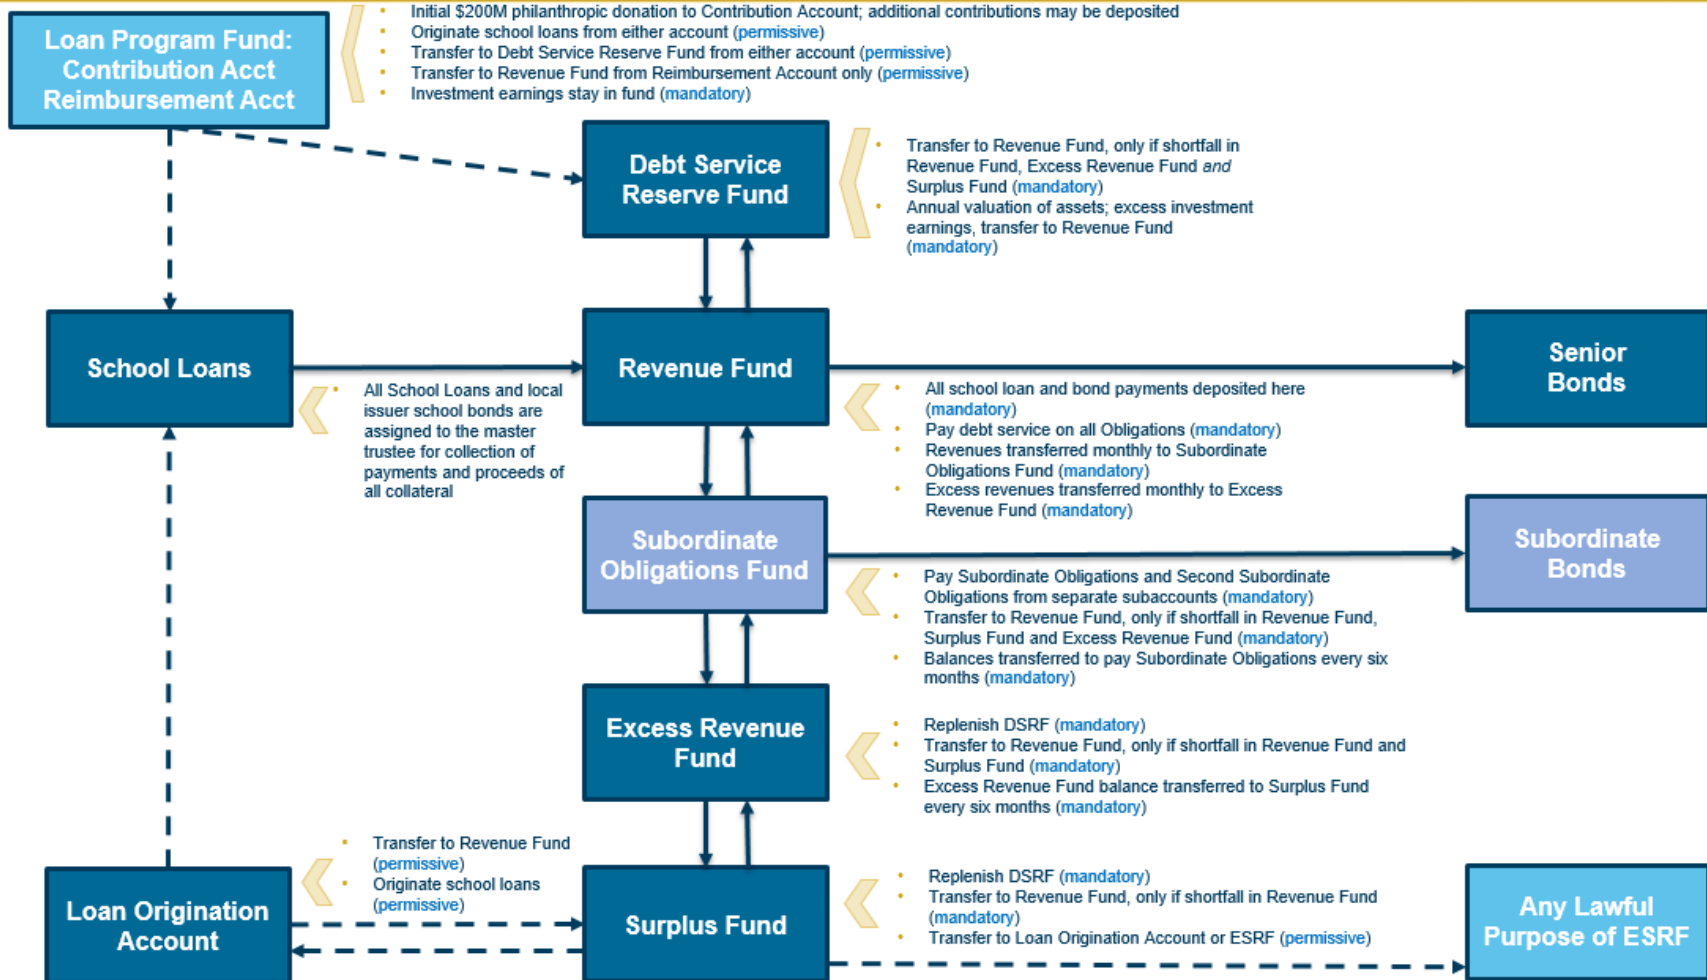 Loan Program Fund:
Contribution Acct
Reimbursement Acct
• Initial $200M philanthropic donation to Contribution Account; additional contributions may be deposited
• Originate school loans from either account (permissive)
• Transfer to Debt Service Reserve Fund from either account (permissive)
• Transfer to Revenue Fund from Reimbursement Account only (permissive)
• Investment earnings stay in fund (mandatory)
Debt Service
Reserve Fund
• Transfer to Revenue Fund, only if shortfall in
Revenue Fund, Excess Revenue Fund and
Surplus Fund (mandatory)
• Annual valuation of assets; excess investment
earnings, transfer to Revenue Fund
(mandatory)
School Loans
• All School Loans and local
issuer school bonds are
assigned to the master
trustee for collection of
payments and proceeds of
all collateral
Revenue Fund
• All school loan and bond payments deposited here
(mandatory)
• Pay debt service on all Obligations (mandatory)
• Revenues transferred monthly to Subordinate
Obligations Fund (mandatory)
• Excess revenues transferred monthly to Excess
Revenue Fund (mandatory)
Senior
Bonds
Subordinate
Obligations Fund
• Pay Subordinate Obligations and Second Subordinate
Obligations from separate subaccounts (mandatory)
• Transfer to Revenue Fund, only if shortfall in Revenue Fund,
Surplus Fund and Excess Revenue Fund (mandatory)
• Balances transferred to pay Subordinate Obligations every six
months (mandatory)
Subordinate
Bonds
Excess Revenue
Fund
• Replenish DSRF (mandatory)
• Transfer to Revenue Fund, only if shortfall in Revenue Fund and
Surplus Fund (mandatory)
• Excess Revenue Fund balance transferred to Surplus Fund
every six months (mandatory)
Loan Origination
Account
• Transfer to Revenue Fund
(permissive)
• Originate school loans
(permissive)
Surplus Fund
• Replenish DSRF (mandatory)
• Transfer to Revenue Fund, only if shortfall in Revenue Fund
(mandatory)
• Transfer to Loan Origination Account or ESRF (permissive)
Any Lawful
Purpose of ESRF